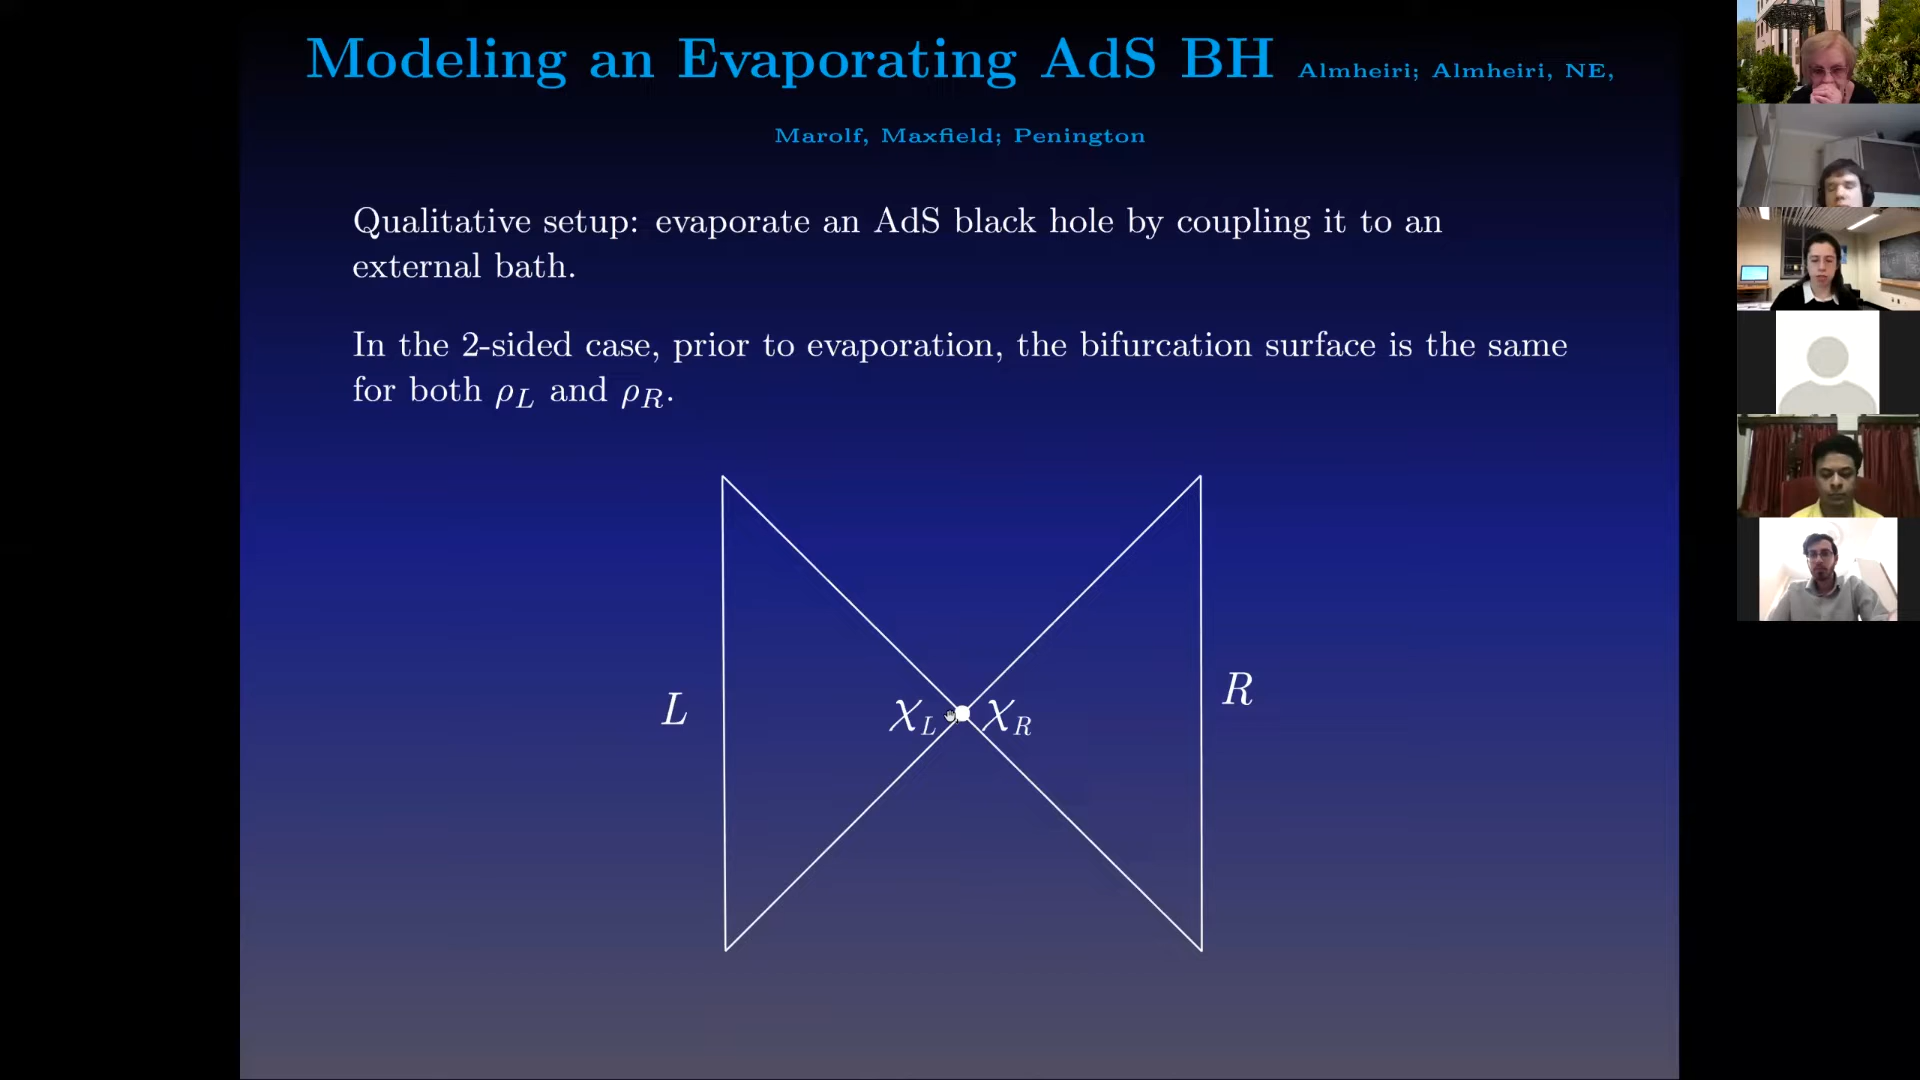 Modeling an Evaporating AdS BH Almheiri; Almheiri, NE,
Marolf, Maxfield; Penington
Qualitative setup: evaporate an AdS black hole by coupling it to an
external bath.
In the 2-sided case, prior to evaporation, the bifurcation surface is the same
for both ρ_L and ρ_R.
L χ_L χ_R R